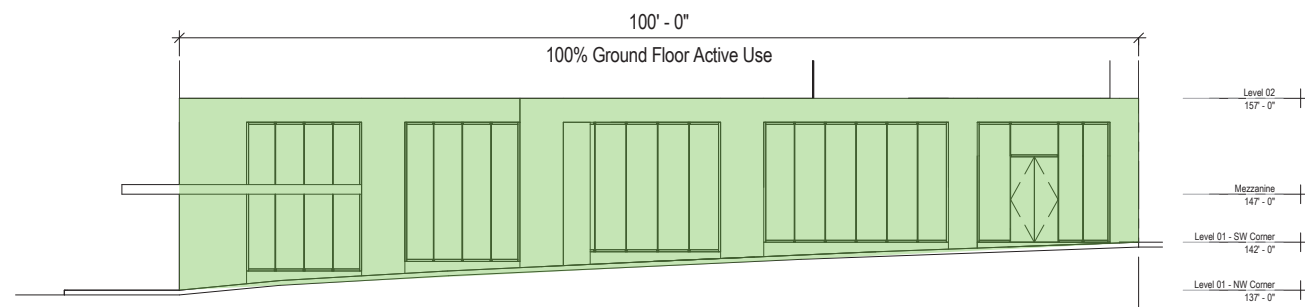 100' - 0"
100% Ground Floor Active Use
Level 02
157' - 0"
Mezzanine
147' - 0"
Level 01 - SW Corner
142' - 0"
Level 01 - NW Corner
137' - 0"